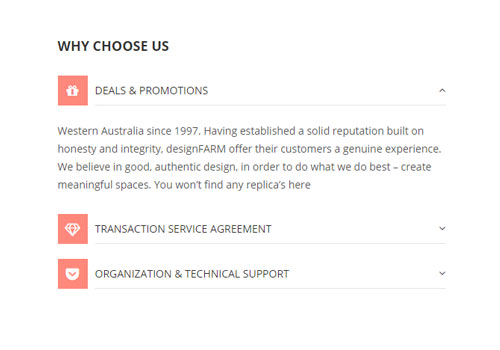 WHY CHOOSE US
DEALS & PROMOTIONS
Western Australia since 1997. Having established a solid reputation built on
honesty and integrity, designFARM offer their customers a genuine experience.
We believe in good, authentic design, in order to do what we do best – create
meaningful spaces. You won't find any replica's here
TRANSACTION SERVICE AGREEMENT
ORGANIZATION & TECHNICAL SUPPORT